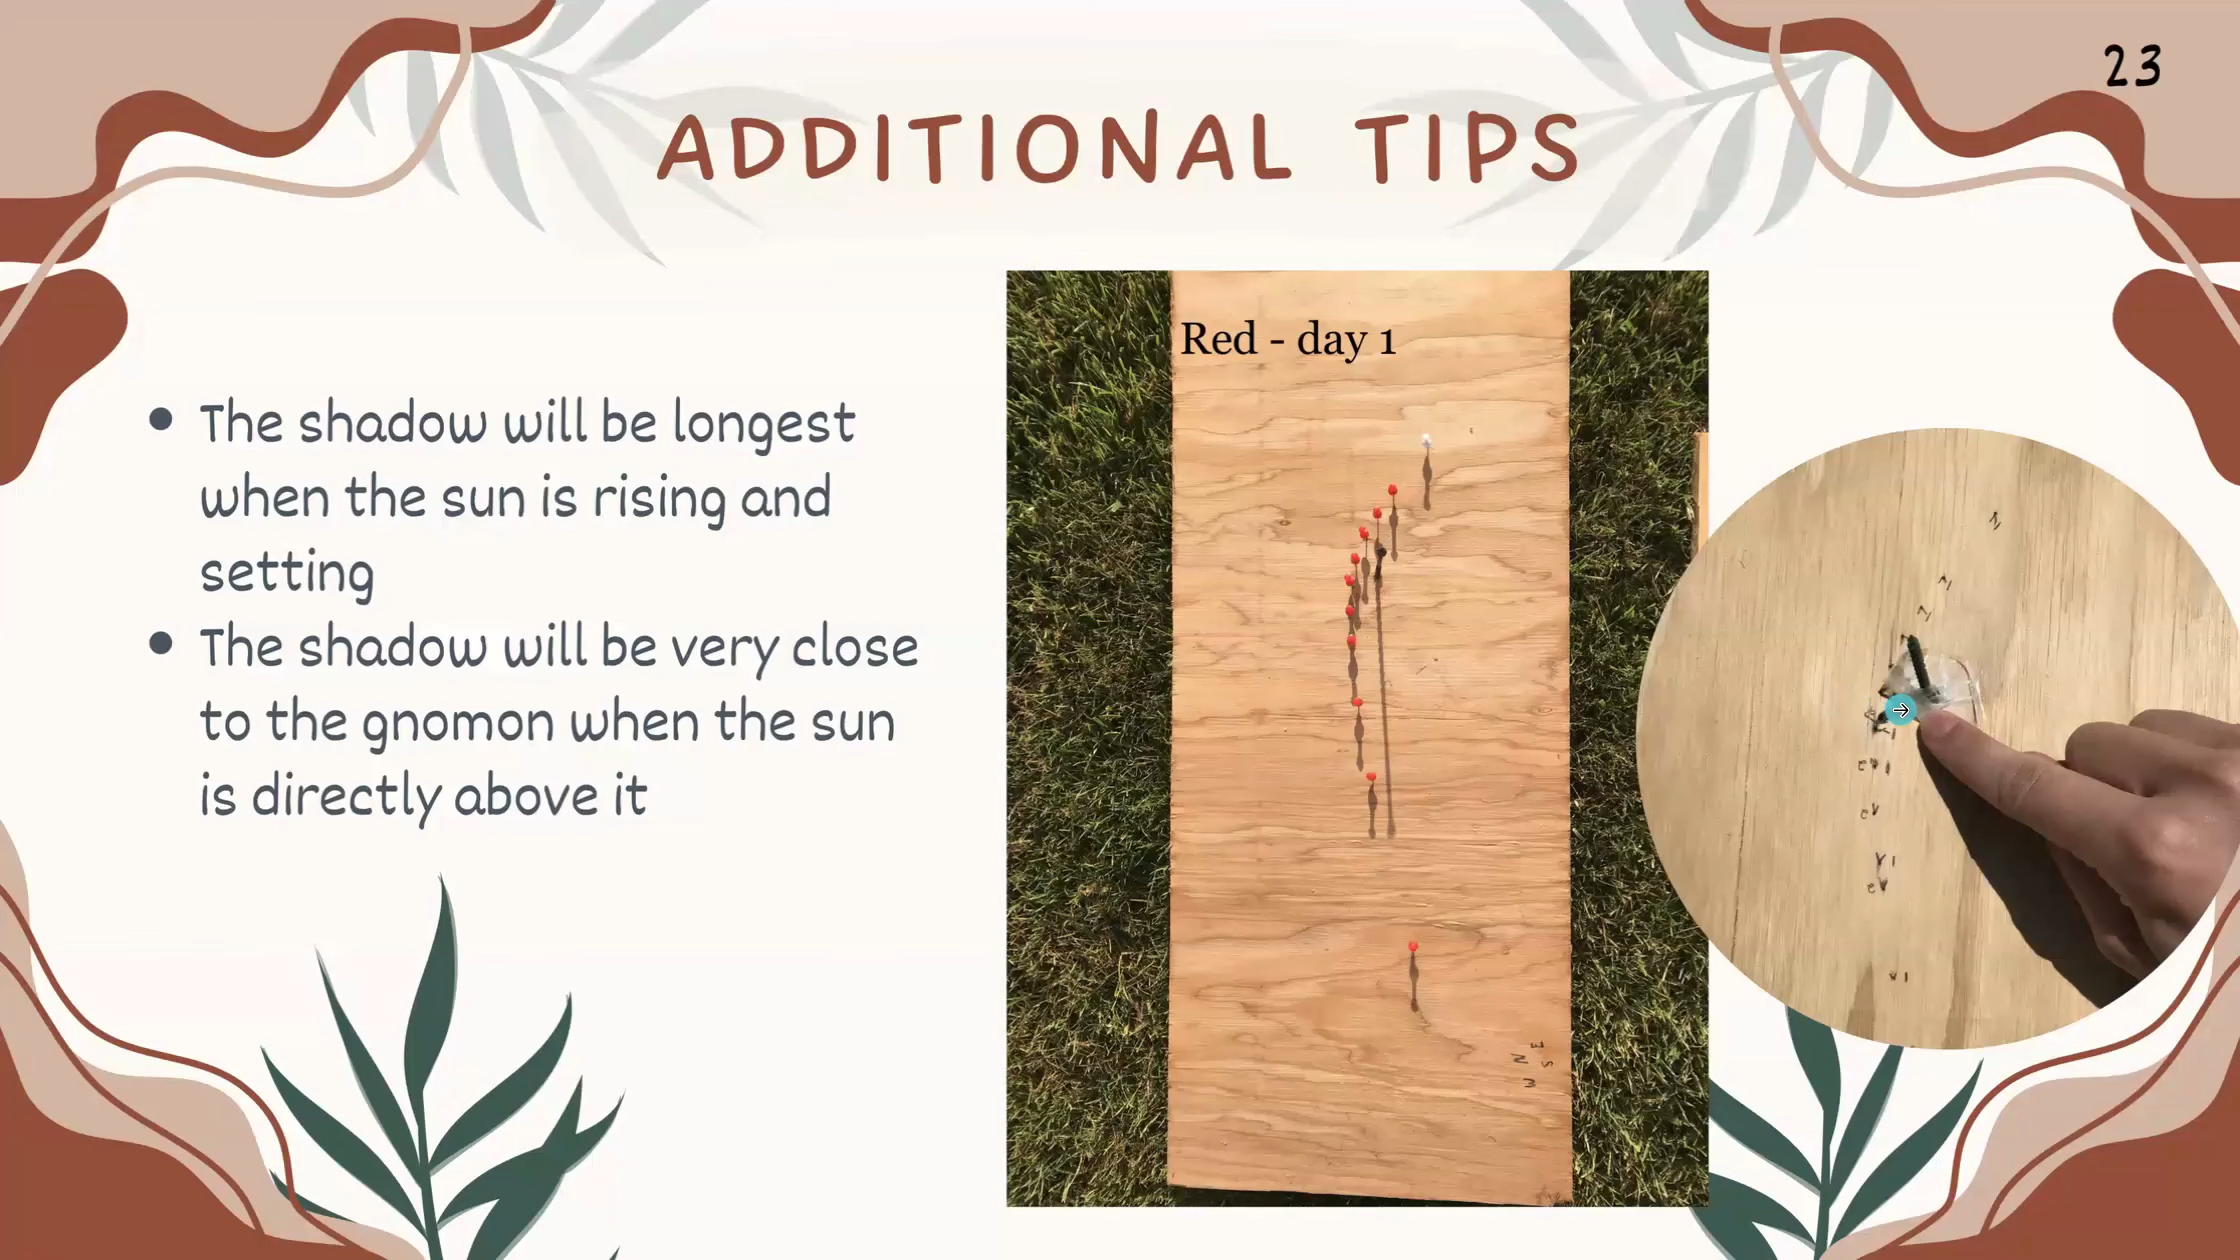 23
ADDITIONAL TIPS
• The shadow will be longest
when the sun is rising and
setting
• The shadow will be very close
to the gnomon when the sun
is directly above it
Red - day 1
N
E
W
S